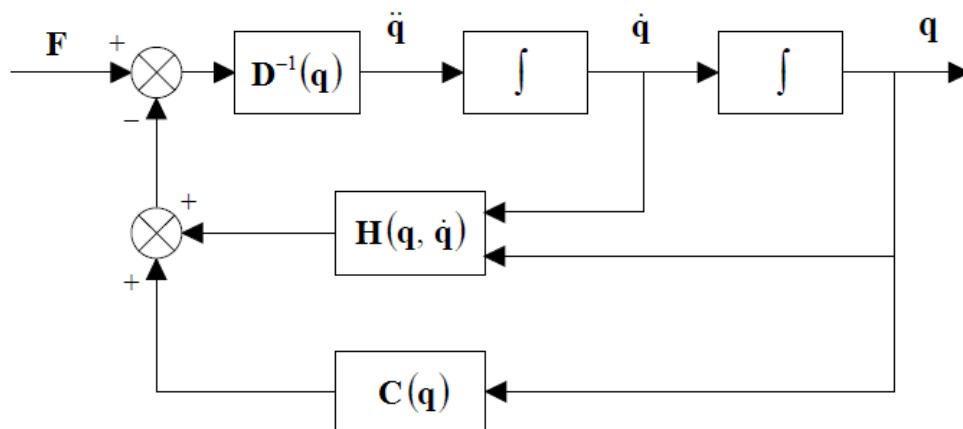 F + D⁻¹(q) q̈ ∫ q̇ ∫ q
−
+ H(q, q̇)
+
C(q)